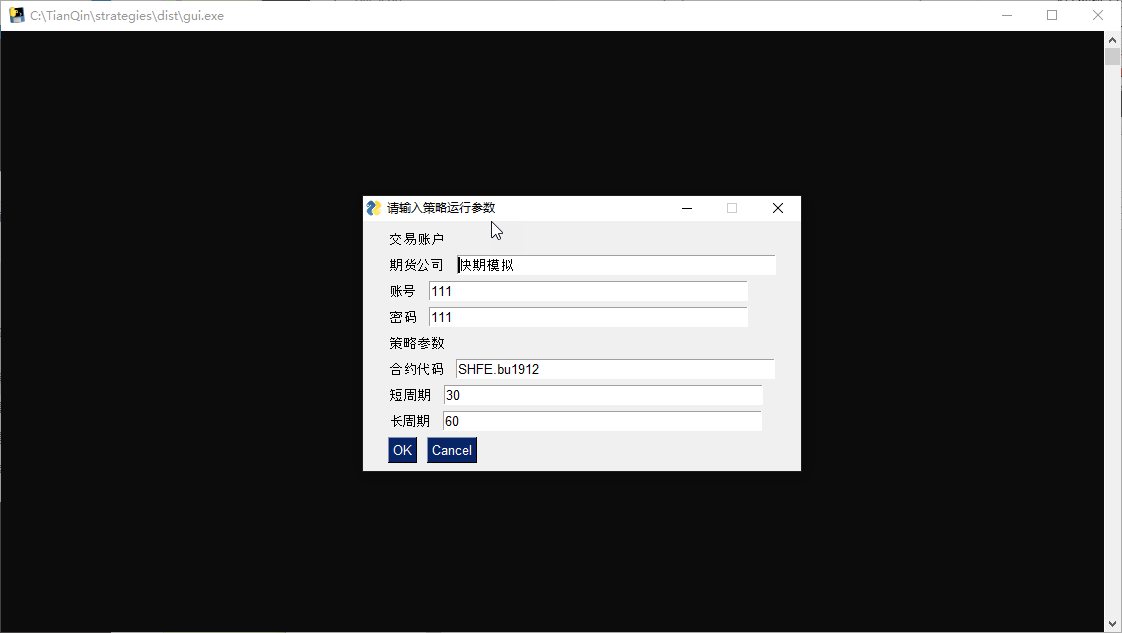 C:\TianQin\strategies\dist\gui.exe
请输入策略运行参数
交易账户
期货公司 快期模拟
账号 111
密码 111
策略参数
合约代码 SHFE.bu1912
短周期 30
长周期 60
OK Cancel